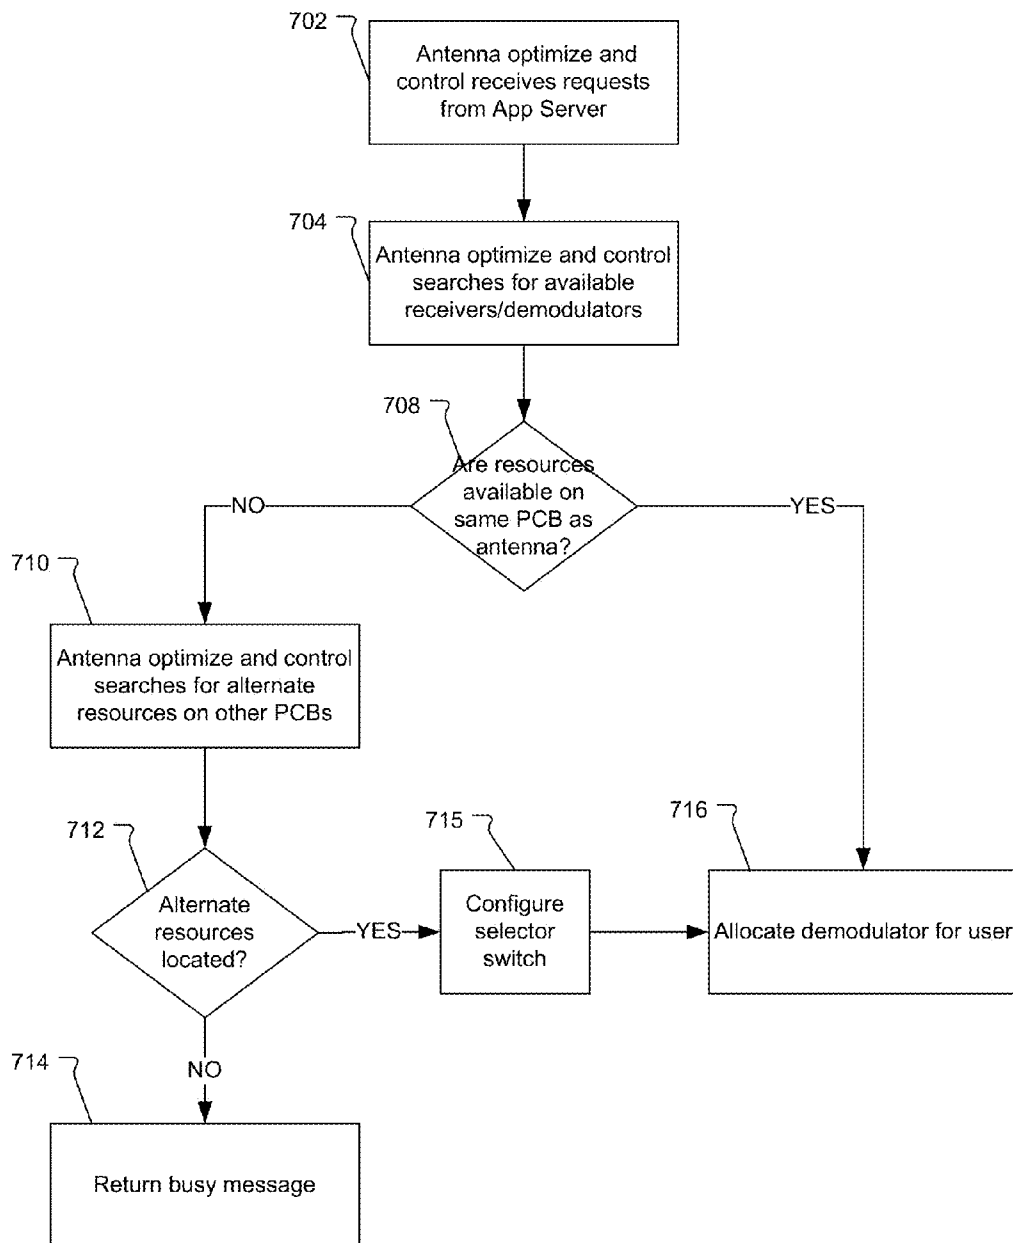 702
Antenna optimize and
control receives requests
from App Server
704
Antenna optimize and control
searches for available
receivers/demodulators
708
Are resources
available on
same PCB as
antenna?
NO
YES
710
Antenna optimize and control
searches for alternate
resources on other PCBs
712
Alternate
resources
located?
YES
715
Configure
selector
switch
716
Allocate demodulator for user
NO
714
Return busy message